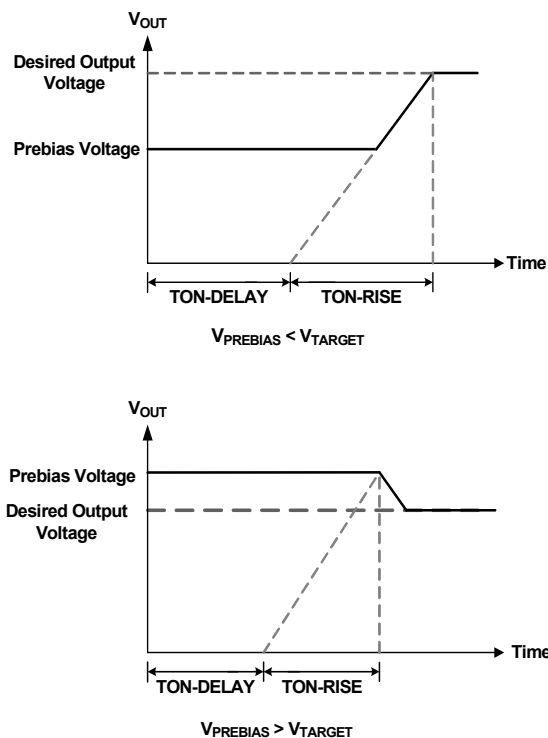 VOUT
Desired Output
Voltage
Prebias Voltage
Time
TON-DELAY TON-RISE
VPREBIAS < VTARGET
VOUT
Prebias Voltage
Desired Output
Voltage
Time
TON-DELAY TON-RISE
VPREBIAS > VTARGET